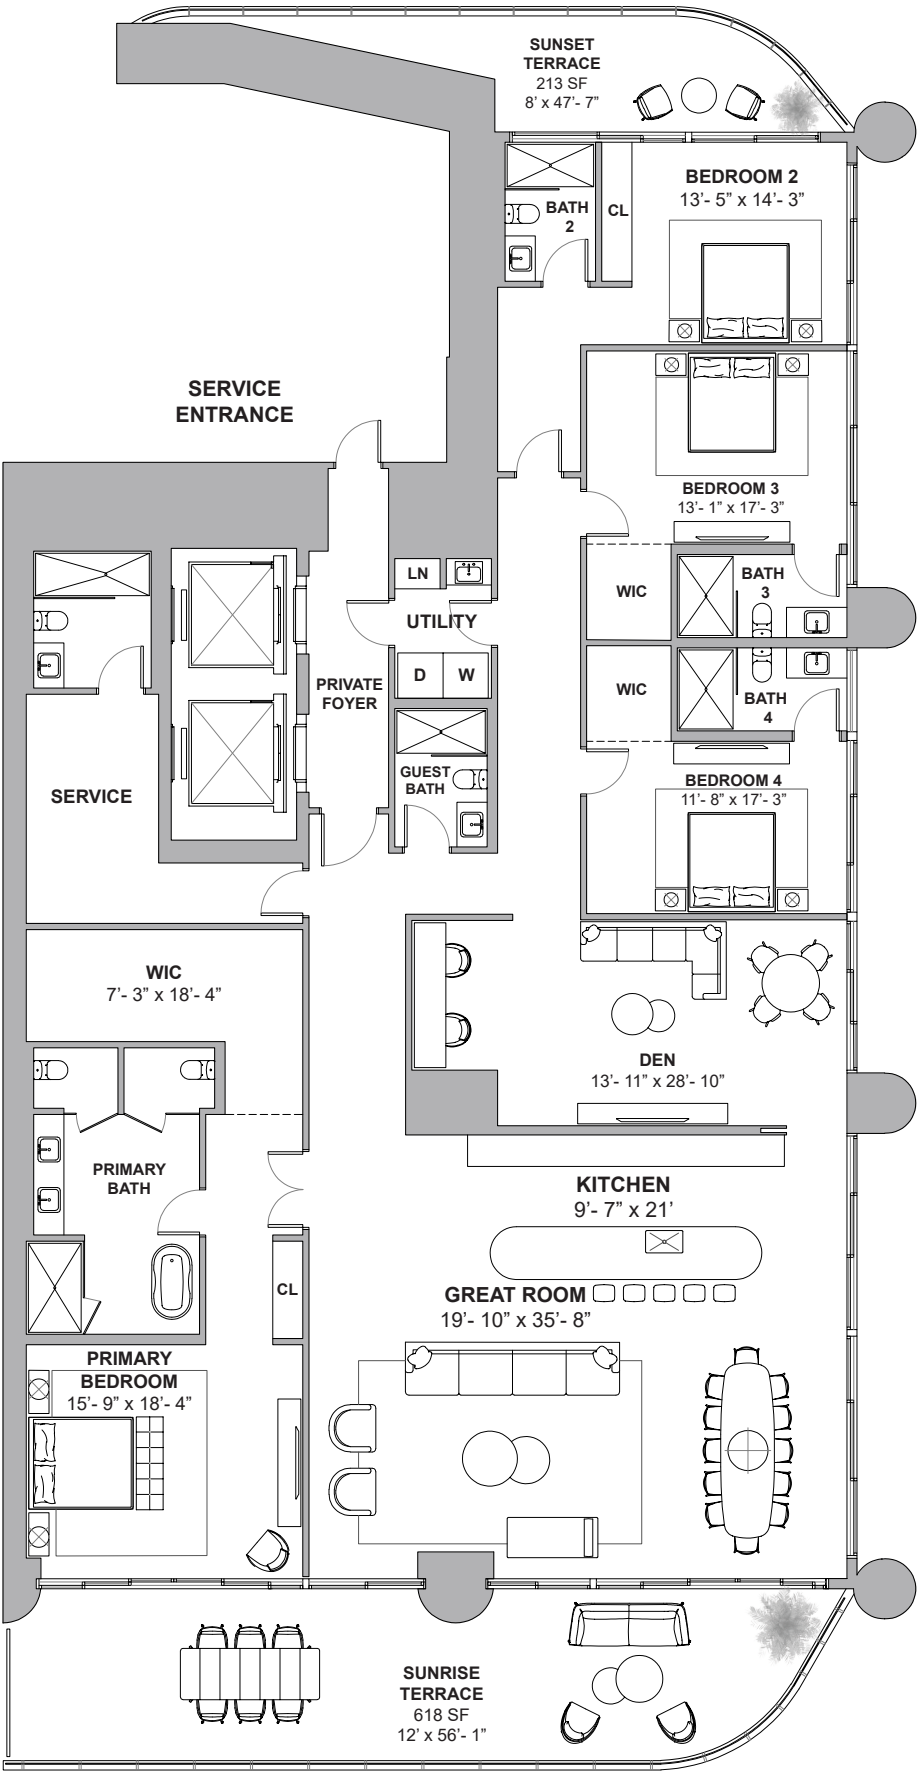 SUNSET
TERRACE
213 SF
8’ x 47’- 7”
BEDROOM 2
13’- 5” x 14’- 3”
BATH
2
CL
SERVICE
ENTRANCE
BEDROOM 3
13’- 1” x 17’- 3”
LN
WIC
BATH
3
UTILITY
D
W
PRIVATE
FOYER
WIC
BATH
4
GUEST
BATH
BEDROOM 4
11’- 8” x 17’- 3”
SERVICE
WIC
7’- 3” x 18’- 4”
DEN
13’- 11” x 28’- 10”
PRIMARY
BATH
KITCHEN
9’- 7” x 21’
CL
GREAT ROOM
19’- 10” x 35’- 8”
PRIMARY
BEDROOM
15’- 9” x 18’- 4”
SUNRISE
TERRACE
618 SF
12’ x 56’- 1”